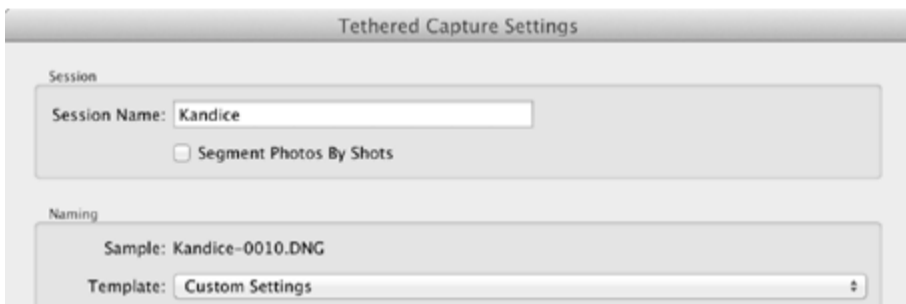 Tethered Capture Settings
Session
Session Name: Kandice
Segment Photos By Shots
Naming
Sample: Kandice-0010.DNG
Template: Custom Settings